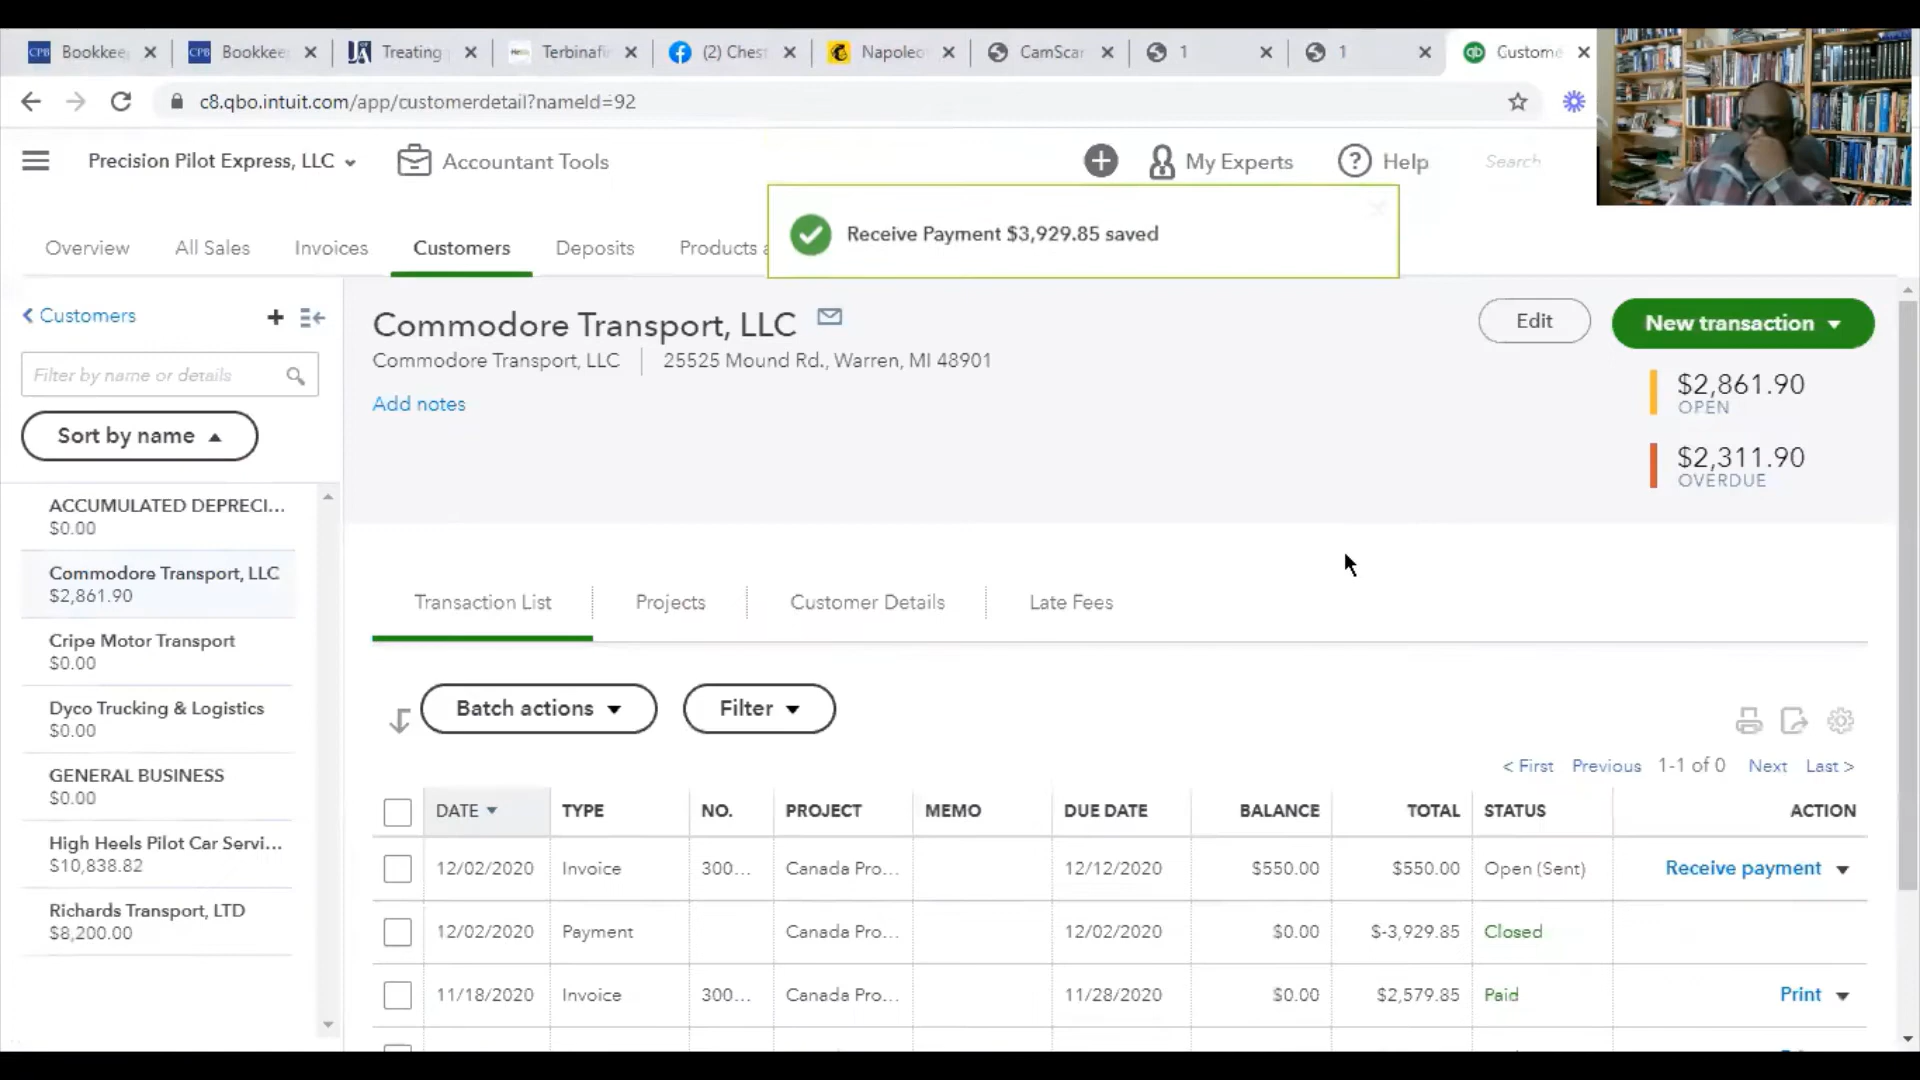 CPB Bookkee CPB Bookkee Treating Terbinafi (2) Chest Napoleo CamScar 1 1 qb Custome
c8.qbo.intuit.com/app/customerdetail?nameId=92
Precision Pilot Express, LLC Accountant Tools My Experts Help Search
Receive Payment $3,929.85 saved
Overview All Sales Invoices Customers Deposits Products a
Customers
Filter by name or details
Sort by name
ACCUMULATED DEPRECI...
$0.00
Commodore Transport, LLC
$2,861.90
Cripe Motor Transport
$0.00
Dyco Trucking & Logistics
$0.00
GENERAL BUSINESS
$0.00
High Heels Pilot Car Servi...
$10,838.82
Richards Transport, LTD
$8,200.00
Commodore Transport, LLC
Commodore Transport, LLC 25525 Mound Rd., Warren, MI 48901
Add notes
Edit New transaction
$2,861.90
OPEN
$2,311.90
OVERDUE
Transaction List Projects Customer Details Late Fees
Batch actions Filter
< First Previous 1-1 of 0 Next Last >
DATE TYPE NO. PROJECT MEMO DUE DATE BALANCE TOTAL STATUS ACTION
12/02/2020 Invoice 300... Canada Pro... 12/12/2020 $550.00 $550.00 Open (Sent) Receive payment
12/02/2020 Payment Canada Pro... 12/02/2020 $0.00 $-3,929.85 Closed
11/18/2020 Invoice 300... Canada Pro... 11/28/2020 $0.00 $2,579.85 Paid Print